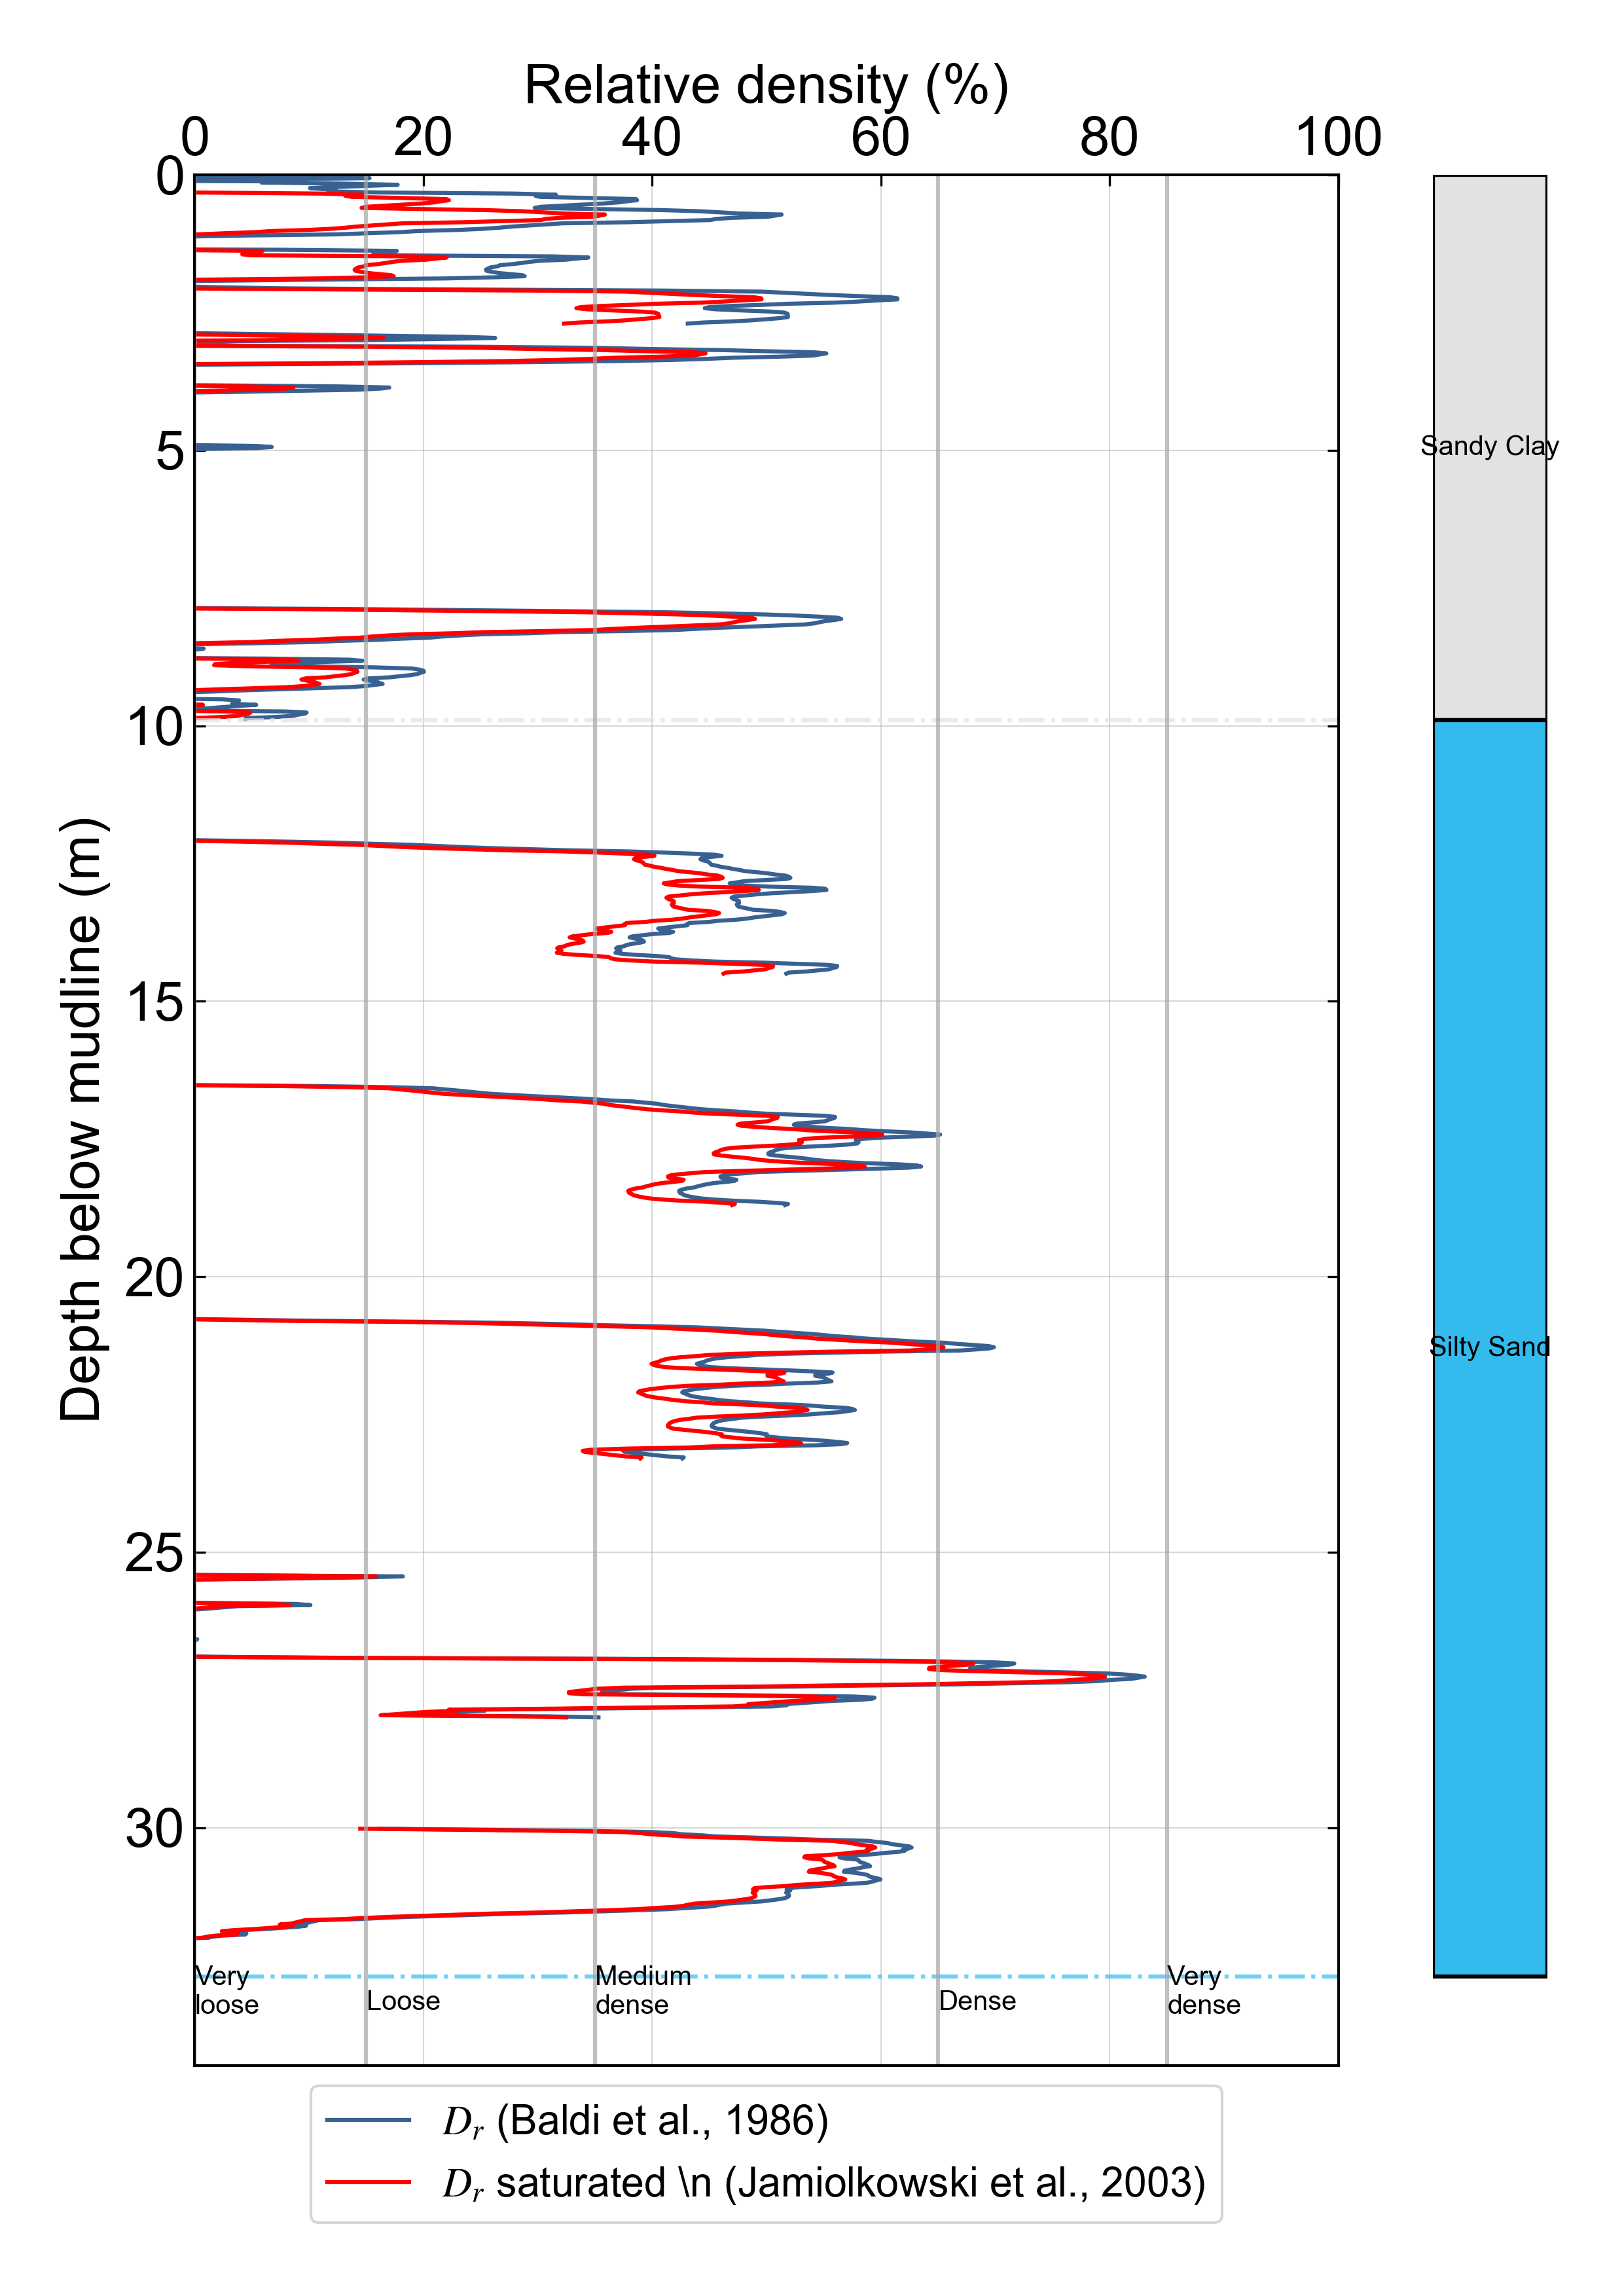 Relative density (%)
0 20 40 60 80 100
0
5
10
15
20
25
30
Depth below mudline (m)
Sandy Clay
Silty Sand
Very
loose
Loose
Medium
dense
Dense
Very
dense
D_r (Baldi et al., 1986)
D_r saturated \n (Jamiolkowski et al., 2003)